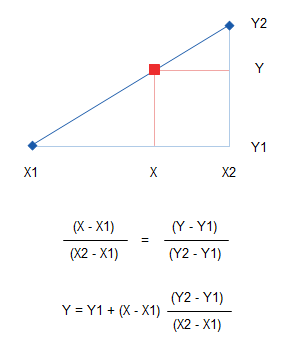 Y2
Y
Y1
X1 X X2
(X - X1) (Y - Y1)
=
(X2 - X1) (Y2 - Y1)
(Y2 - Y1)
Y = Y1 + (X - X1)
(X2 - X1)